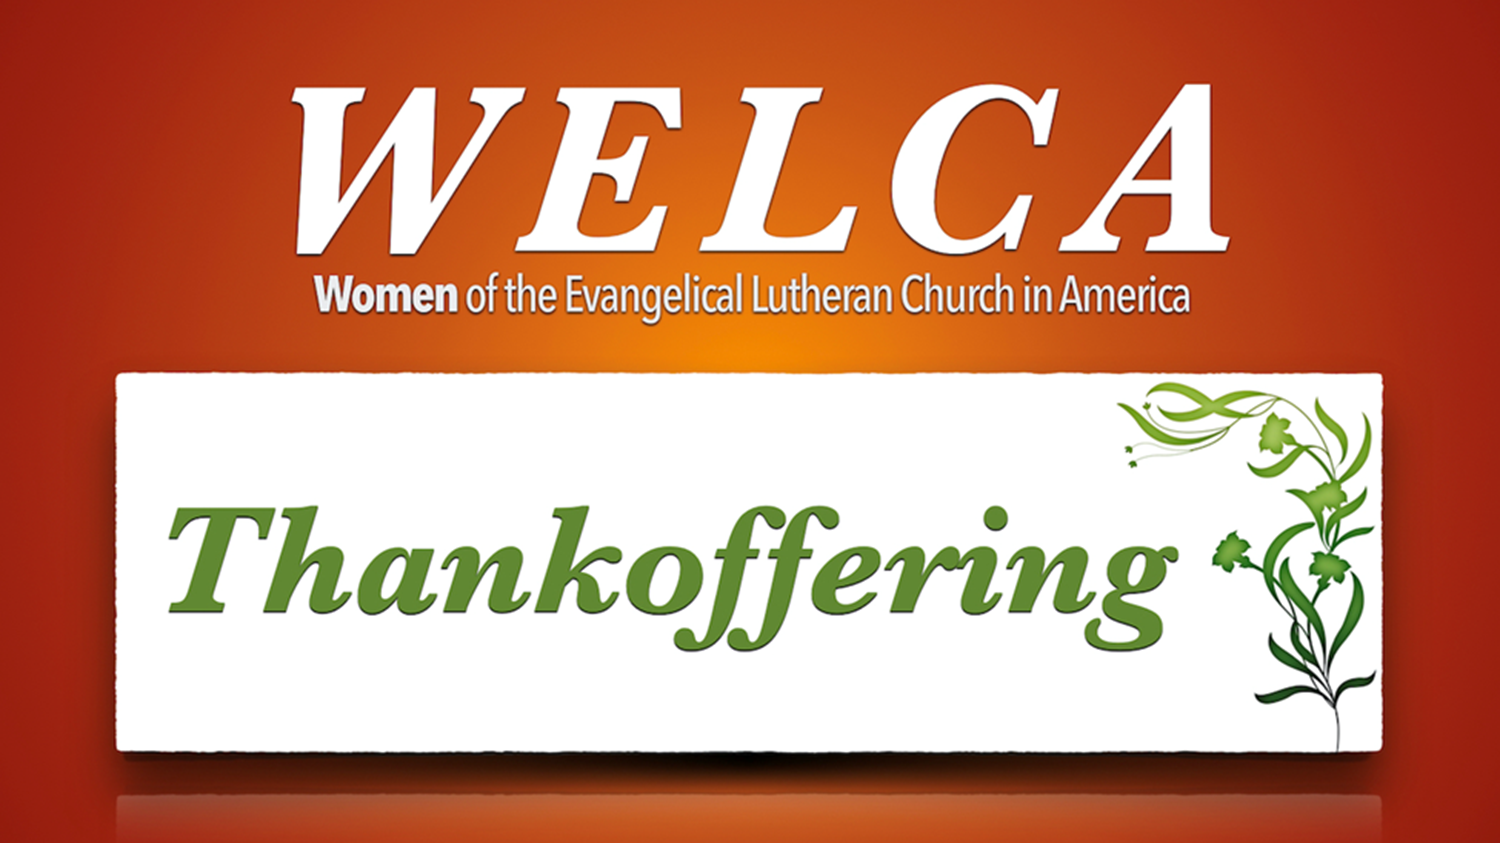 WELCA
Women of the Evangelical Lutheran Church in America
Thankoffering